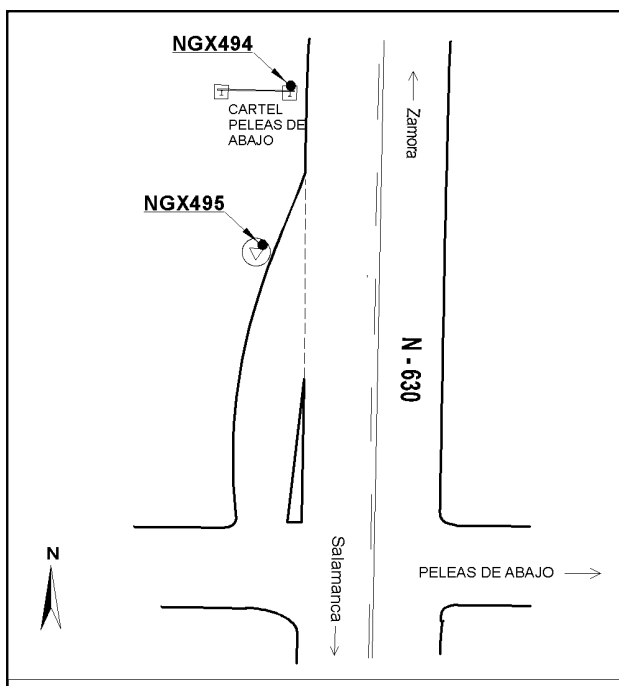 NGX494
CARTEL
PELEAS DE
ABAJO
Zamora
NGX495
N - 630
Salamanca
PELEAS DE ABAJO
N